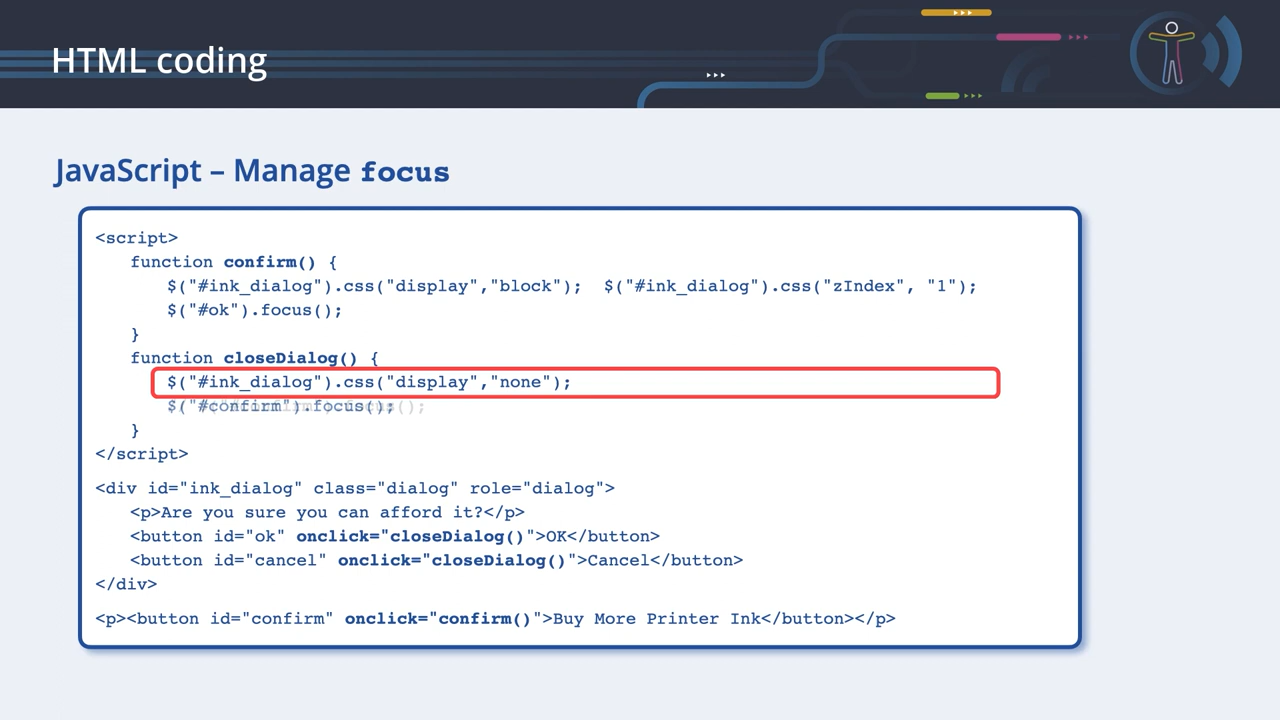 HTML coding
JavaScript – Manage focus
<script>
function confirm() {
$("#ink_dialog").css("display","block");  $("#ink_dialog").css("zIndex", "1");
$("#ok").focus();
}
function closeDialog() {
$("#ink_dialog").css("display","none");
$("#confirm").focus();
}
</script>
<div id="ink_dialog" class="dialog" role="dialog">
<p>Are you sure you can afford it?</p>
<button id="ok" onclick="closeDialog()">OK</button>
<button id="cancel" onclick="closeDialog()">Cancel</button>
</div>
<p><button id="confirm" onclick="confirm()">Buy More Printer Ink</button></p>